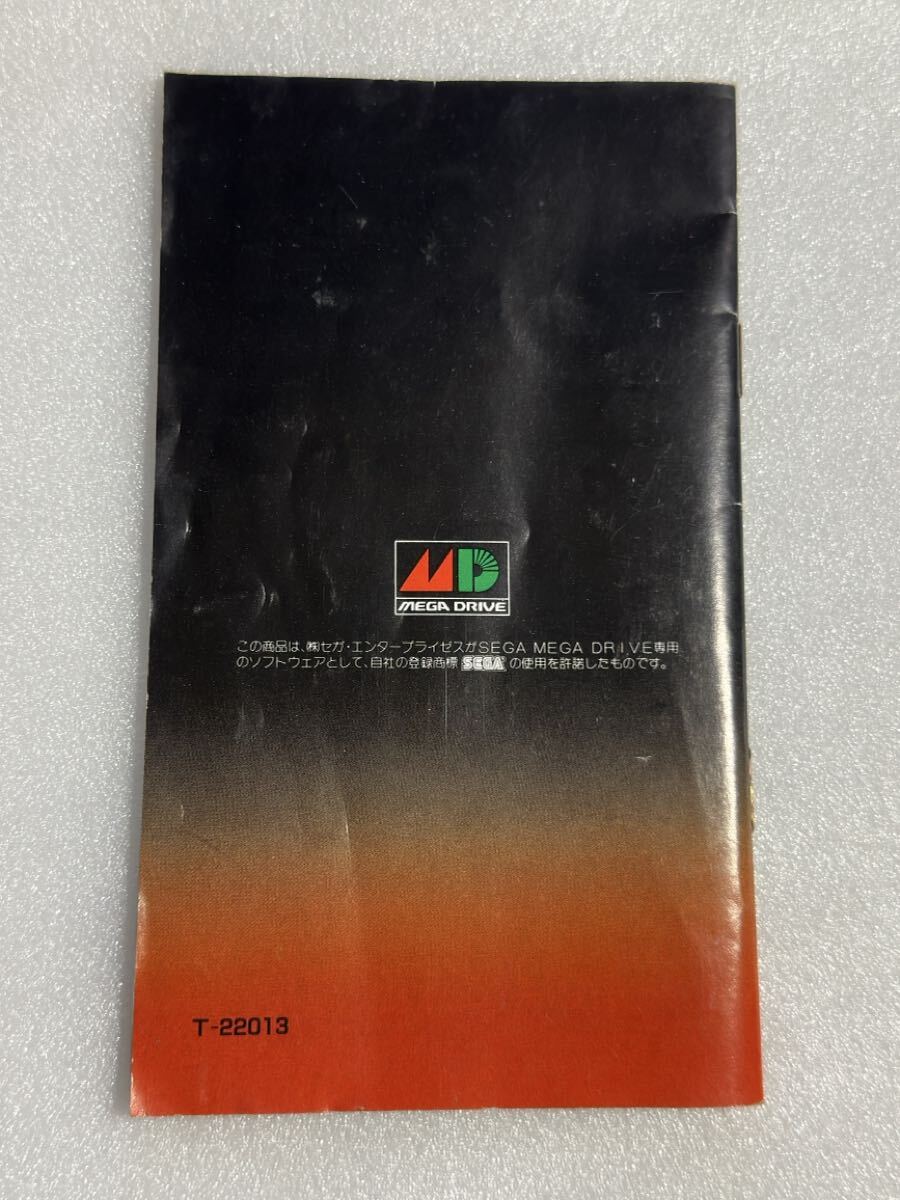 MD
MEGA DRIVE
この商品は、㈱セガ・エンタープライゼスがSEGA MEGA DRIVE専用
のソフトウェアとして、自社の登録商標 SEGA の使用を許諾したものです。
T-22013